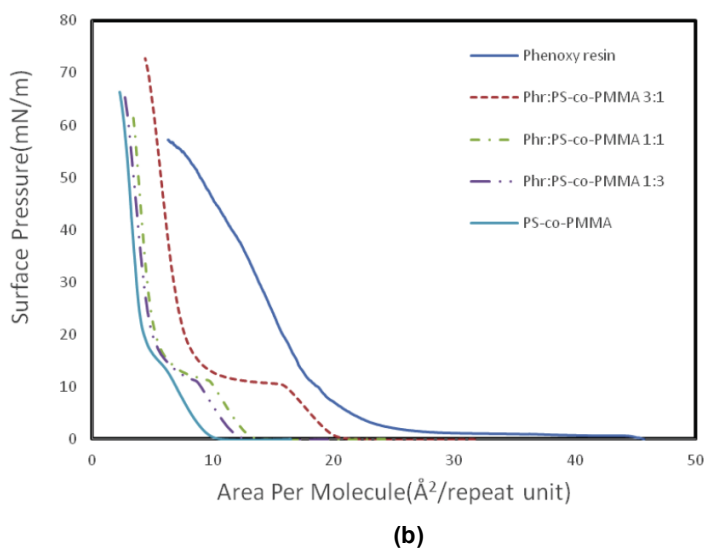 80
70
60
50
40
30
20
10
0
Surface Pressure(mN/m)
Phenoxy resin
Phr:PS-co-PMMA 3:1
Phr:PS-co-PMMA 1:1
Phr:PS-co-PMMA 1:3
PS-co-PMMA
0 10 20 30 40 50
Area Per Molecule(Å²/repeat unit)
(b)